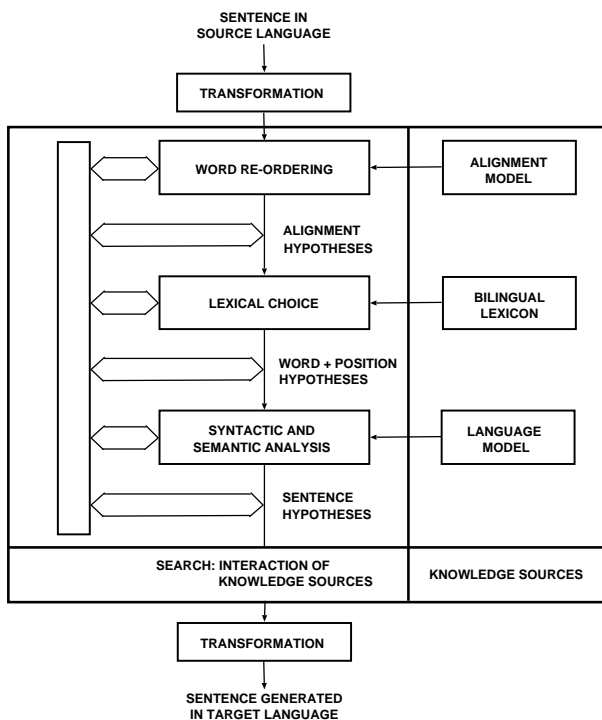 SENTENCE IN
SOURCE LANGUAGE
TRANSFORMATION
WORD RE-ORDERING
ALIGNMENT
MODEL
ALIGNMENT
HYPOTHESES
LEXICAL CHOICE
BILINGUAL
LEXICON
WORD + POSITION
HYPOTHESES
SYNTACTIC AND
SEMANTIC ANALYSIS
LANGUAGE
MODEL
SENTENCE
HYPOTHESES
SEARCH: INTERACTION OF
KNOWLEDGE SOURCES
KNOWLEDGE SOURCES
TRANSFORMATION
SENTENCE GENERATED
IN TARGET LANGUAGE